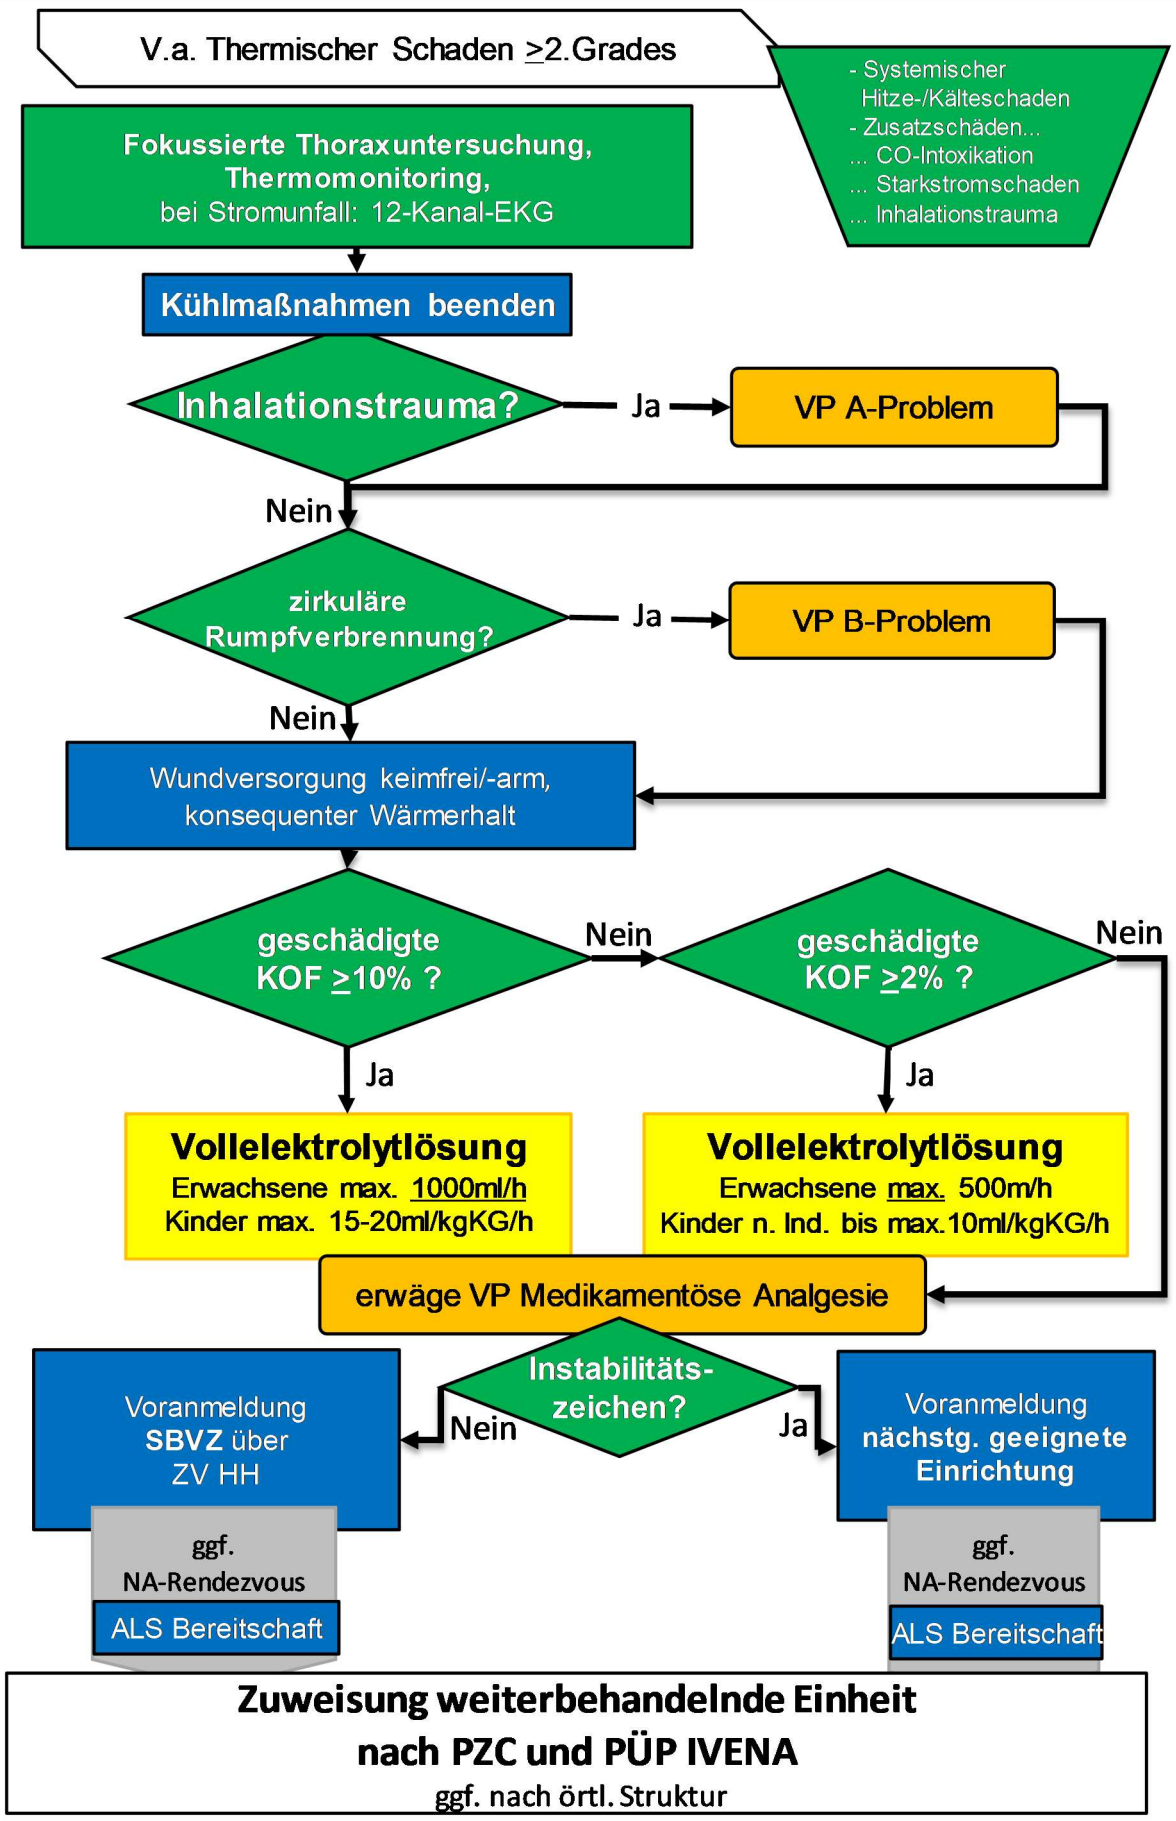 V.a. Thermischer Schaden ≥2.Grades
- Systemischer
Hitze-/Kälteschaden
- Zusatzschäden...
... CO-Intoxikation
... Starkstromschaden
... Inhalationstrauma
Fokussierte Thoraxuntersuchung,
Thermomonitoring,
bei Stromunfall: 12-Kanal-EKG
Kühlmaßnahmen beenden
Inhalationstrauma?
Ja
VP A-Problem
Nein
zirkuläre
Rumpfverbrennung?
Ja
VP B-Problem
Nein
Wundversorgung keimfrei/-arm,
konsequenter Wärmerhalt
geschädigte
KOF ≥10% ?
Nein
geschädigte
KOF ≥2% ?
Nein
Ja
Ja
Vollelektrolytlösung
Erwachsene max. 1000ml/h
Kinder max. 15-20ml/kgKG/h
Vollelektrolytlösung
Erwachsene max. 500m/h
Kinder n. Ind. bis max.10ml/kgKG/h
erwäge VP Medikamentöse Analgesie
Instabilitäts-
zeichen?
Nein
Ja
Voranmeldung
SBVZ über
ZV HH
Voranmeldung
nächstg. geeignete
Einrichtung
ggf.
NA-Rendezvous
ALS Bereitschaft
ggf.
NA-Rendezvous
ALS Bereitschaft
Zuweisung weiterbehandelnde Einheit
nach PZC und PÜP IVENA
ggf. nach örtl. Struktur